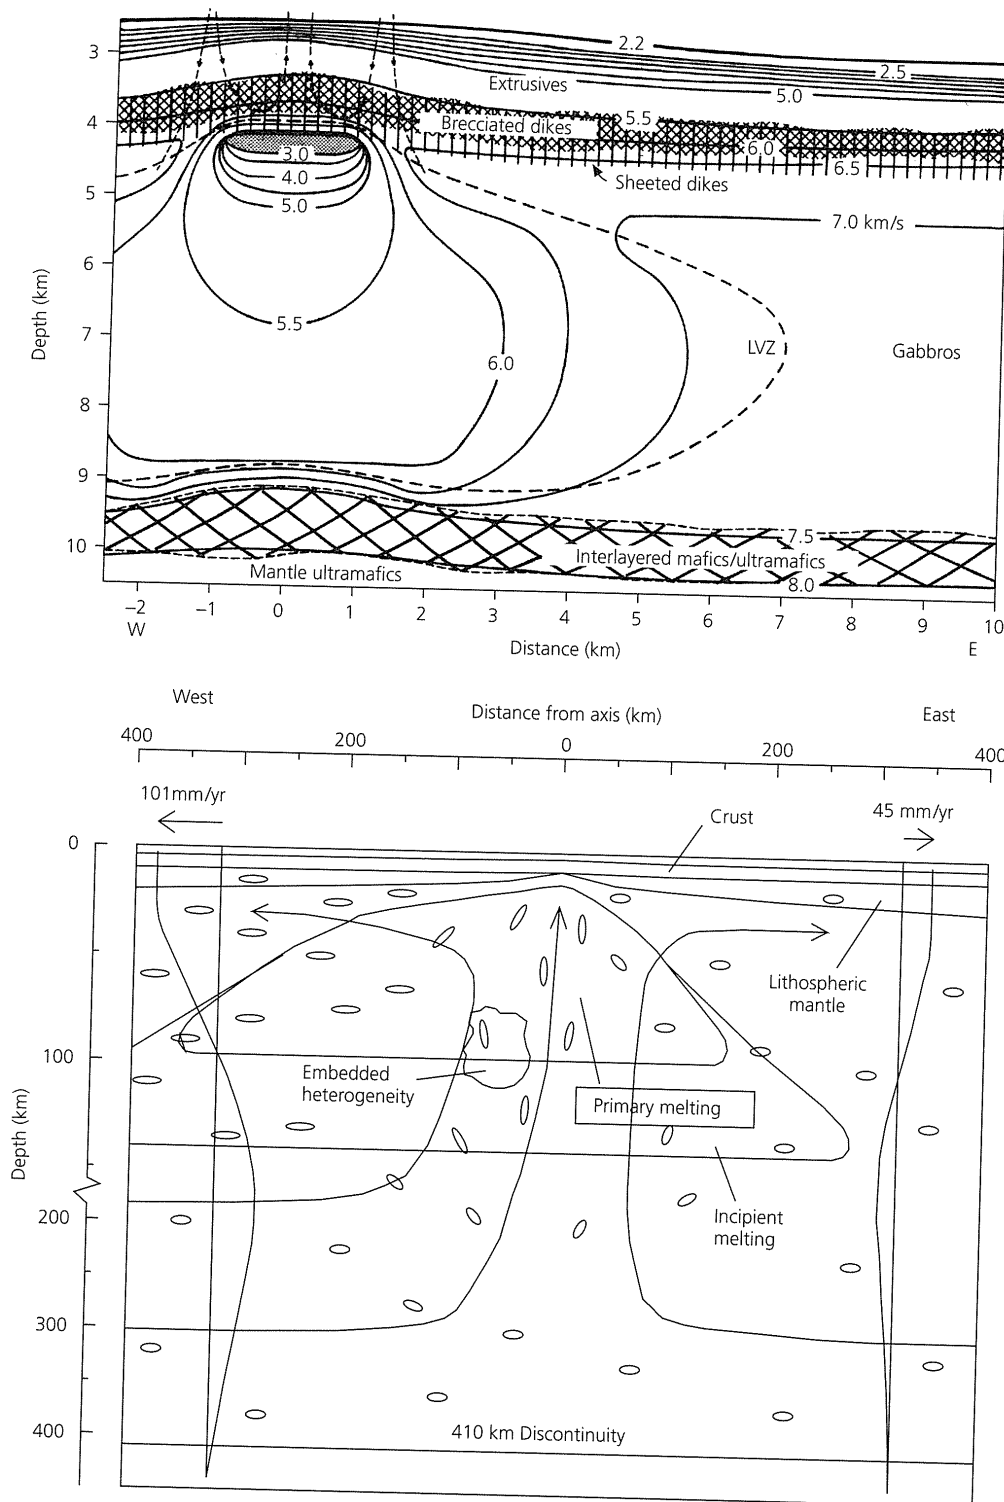 3
4
5
6
7
8
9
10
Depth (km)
2.2
2.5
5.0
Extrusives
5.5
Brecciated dikes
6.0
6.5
Sheeted dikes
3.0
4.0
5.0
7.0 km/s
5.5
6.0
LVZ
Gabbros
7.5
Interlayered mafics/ultramafics
8.0
Mantle ultramafics
−2 −1 0 1 2 3 4 5 6 7 8 9 10
W
E
Distance (km)
West
Distance from axis (km)
East
400 200 0 200 400
101mm/yr
45 mm/yr
Crust
0
100
200
300
400
Depth (km)
Lithospheric
mantle
Embedded
heterogeneity
Primary melting
Incipient
melting
410 km Discontinuity